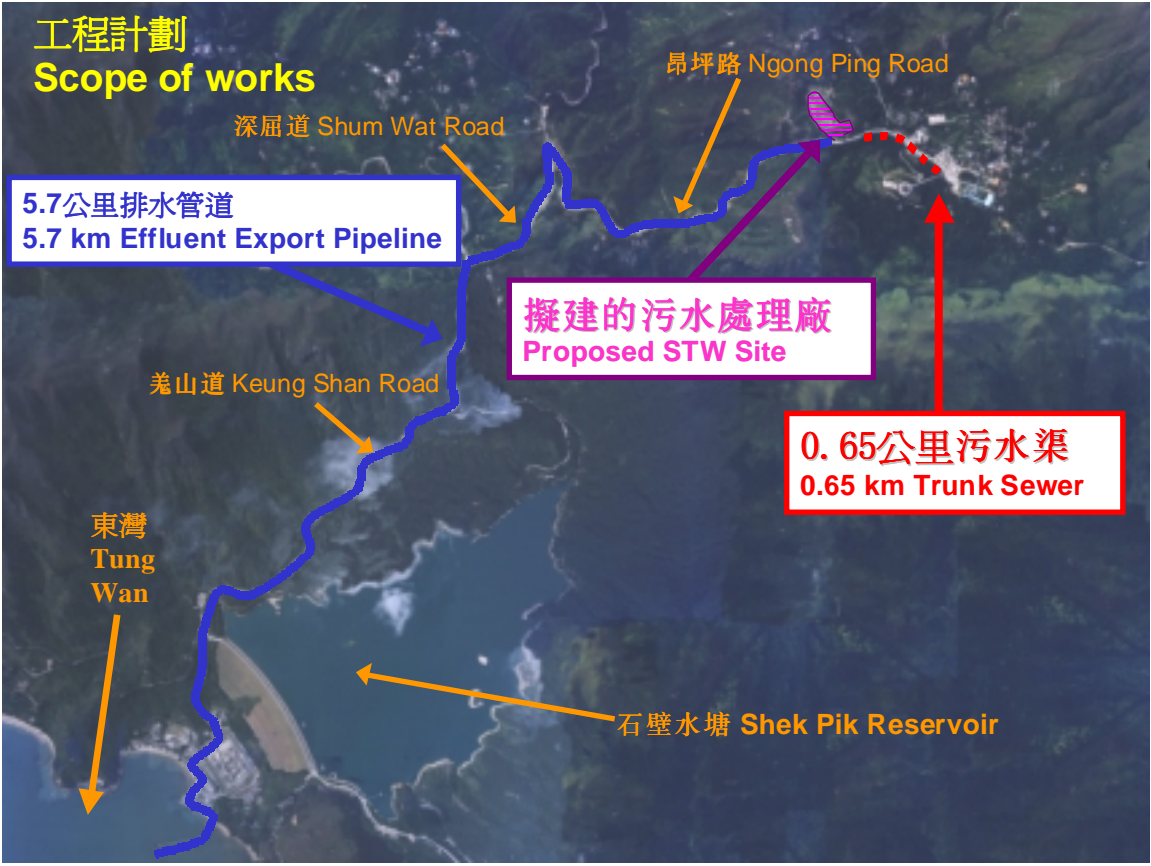 工程計劃
Scope of works
昂坪路 Ngong Ping Road
深屈道 Shum Wat Road
5.7公里排水管道
5.7 km Effluent Export Pipeline
擬建的污水處理廠
Proposed STW Site
羗山道 Keung Shan Road
0. 65公里污水渠
0.65 km Trunk Sewer
東灣
Tung
Wan
石壁水塘 Shek Pik Reservoir